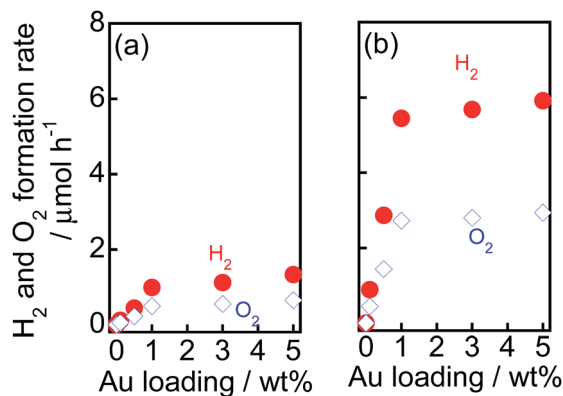 H₂ and O₂ formation rate
/ μmol h⁻¹
8
6
4
2
0
(a)
H₂
O₂
0 1 2 3 4 5
Au loading / wt%
(b)
H₂
O₂
0 1 2 3 4 5
Au loading / wt%